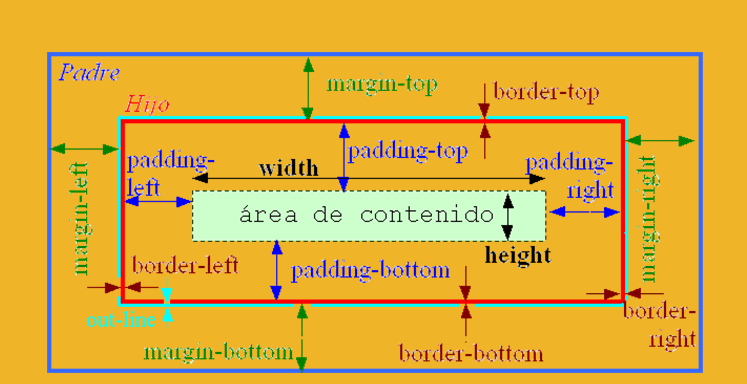 Padre
margin-top
border-top
Hijo
padding-
left
width
padding-top
padding-
right
margin-left
margin-right
área de contenido
height
border-left
padding-bottom
out-line
border-
right
margin-bottom
border-bottom